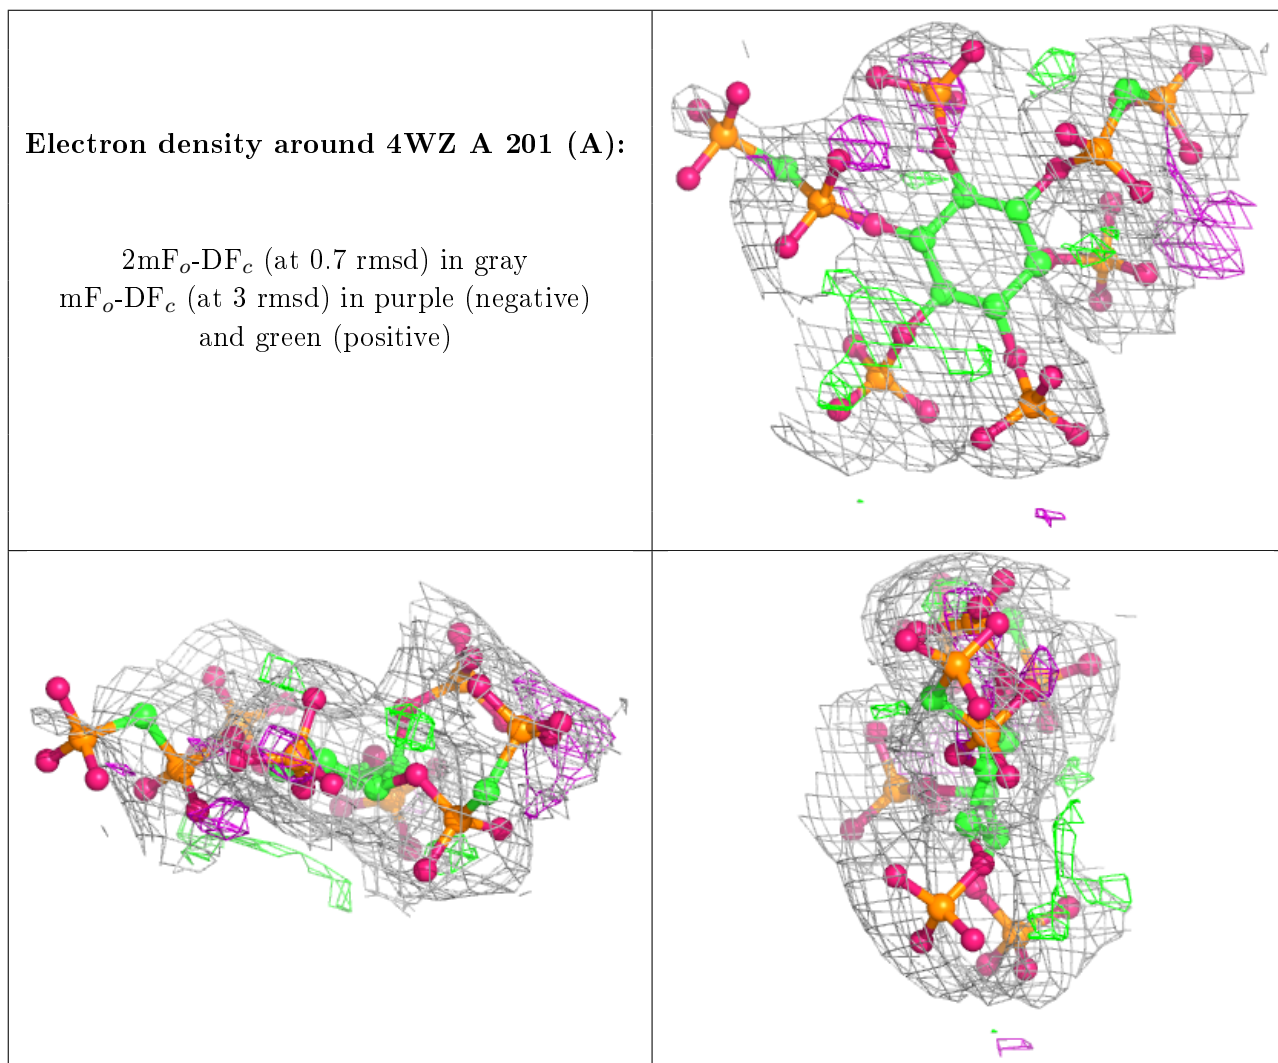 Electron density around 4WZ A 201 (A):
2mFo-DFc (at 0.7 rmsd) in gray
mFo-DFc (at 3 rmsd) in purple (negative)
and green (positive)